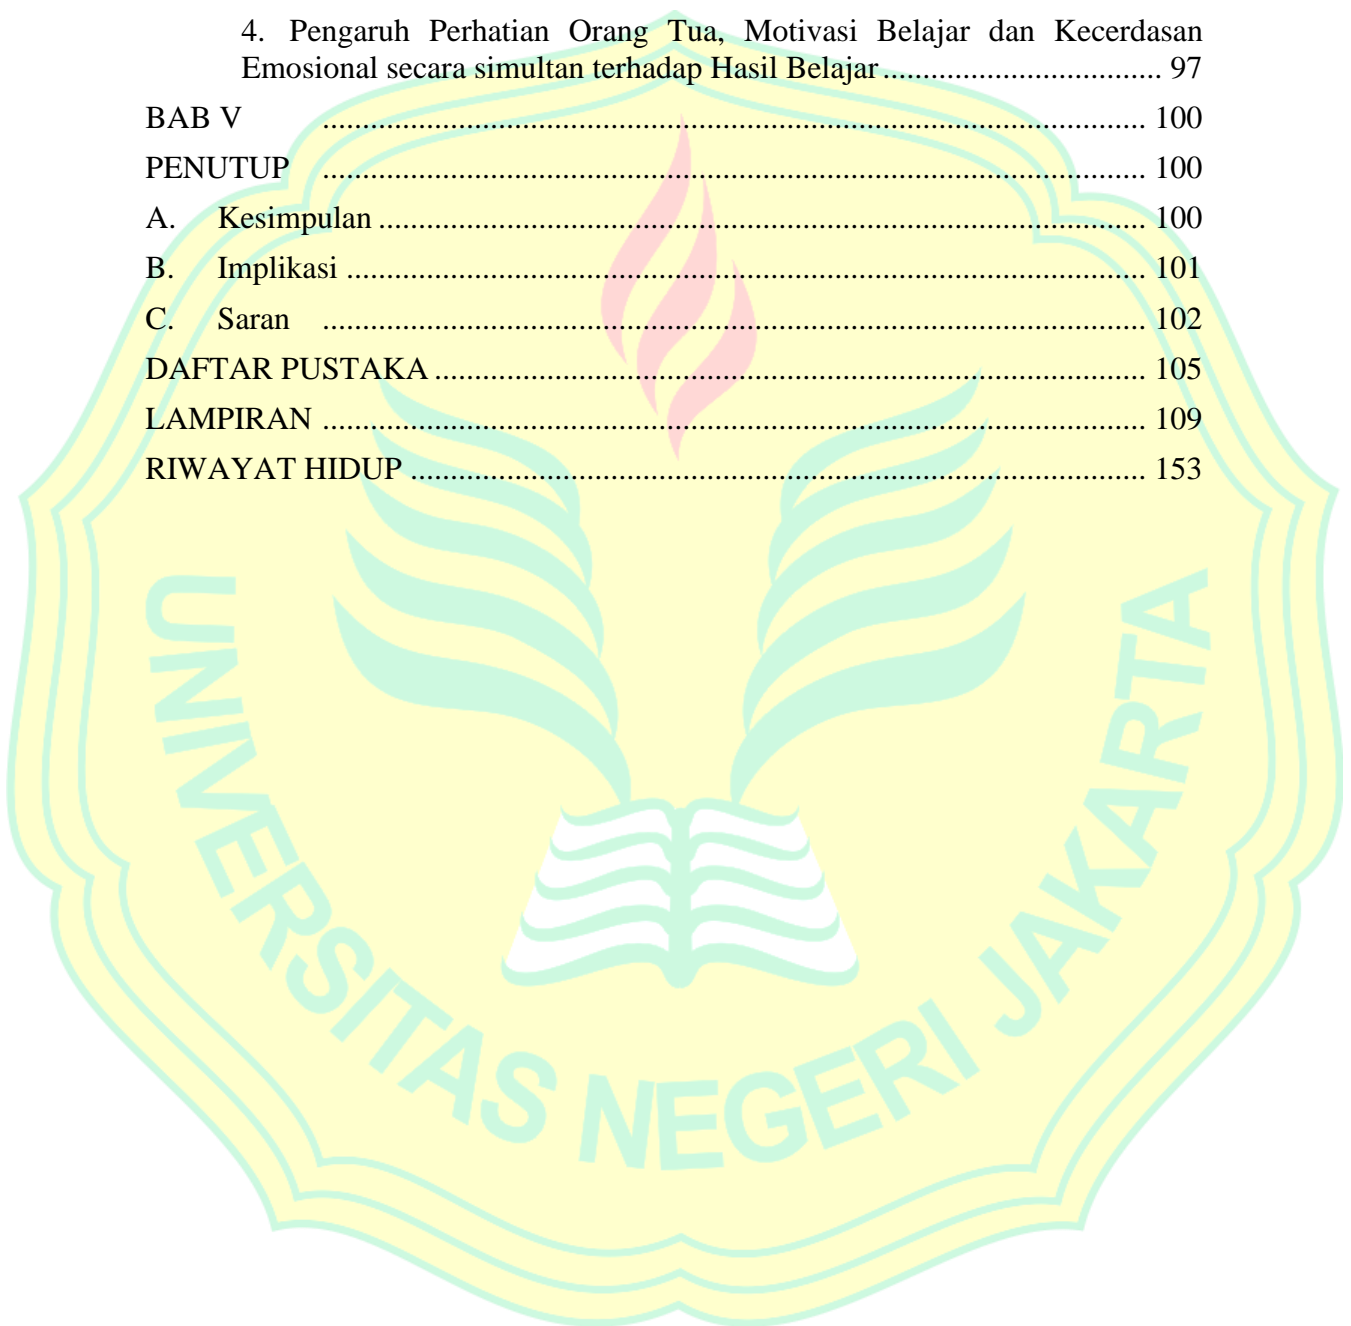 4. Pengaruh Perhatian Orang Tua, Motivasi Belajar dan Kecerdasan
Emosional secara simultan terhadap Hasil Belajar .................................. 97
BAB V .................................................................................................... 100
PENUTUP .................................................................................................... 100
A. Kesimpulan ............................................................................................. 100
B. Implikasi ................................................................................................. 101
C. Saran .................................................................................................... 102
DAFTAR PUSTAKA ...................................................................................... 105
LAMPIRAN .................................................................................................... 109
RIWAYAT HIDUP ......................................................................................... 153
UNIVERSITAS NEGERI JAKARTA